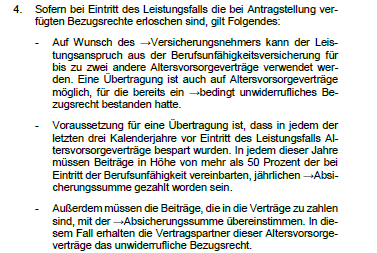 4. Sofern bei Eintritt des Leistungsfalls die bei Antragstellung ver-
fügten Bezugsrechte erloschen sind, gilt Folgendes:
- Auf Wunsch des →Versicherungsnehmers kann der Leis-
tungsanspruch aus der Berufsunfähigkeitsversicherung für
bis zu zwei andere Altersvorsorgeverträge verwendet wer-
den. Eine Übertragung ist auch auf Altersvorsorgeverträge
möglich, für die bereits ein →bedingt unwiderrufliches Be-
zugsrecht bestanden hatte.
- Voraussetzung für eine Übertragung ist, dass in jedem der
letzten drei Kalenderjahre vor Eintritt des Leistungsfalls Al-
tersvorsorgeverträge bespart wurden. In jedem dieser Jahre
müssen Beiträge in Höhe von mehr als 50 Prozent der bei
Eintritt der Berufsunfähigkeit vereinbarten, jährlichen →Absi-
cherungssumme gezahlt worden sein.
- Außerdem müssen die Beiträge, die in die Verträge zu zahlen
sind, mit der →Absicherungssumme übereinstimmen. In die-
sem Fall erhalten die Vertragspartner dieser Altersvorsorge-
verträge das unwiderrufliche Bezugsrecht.